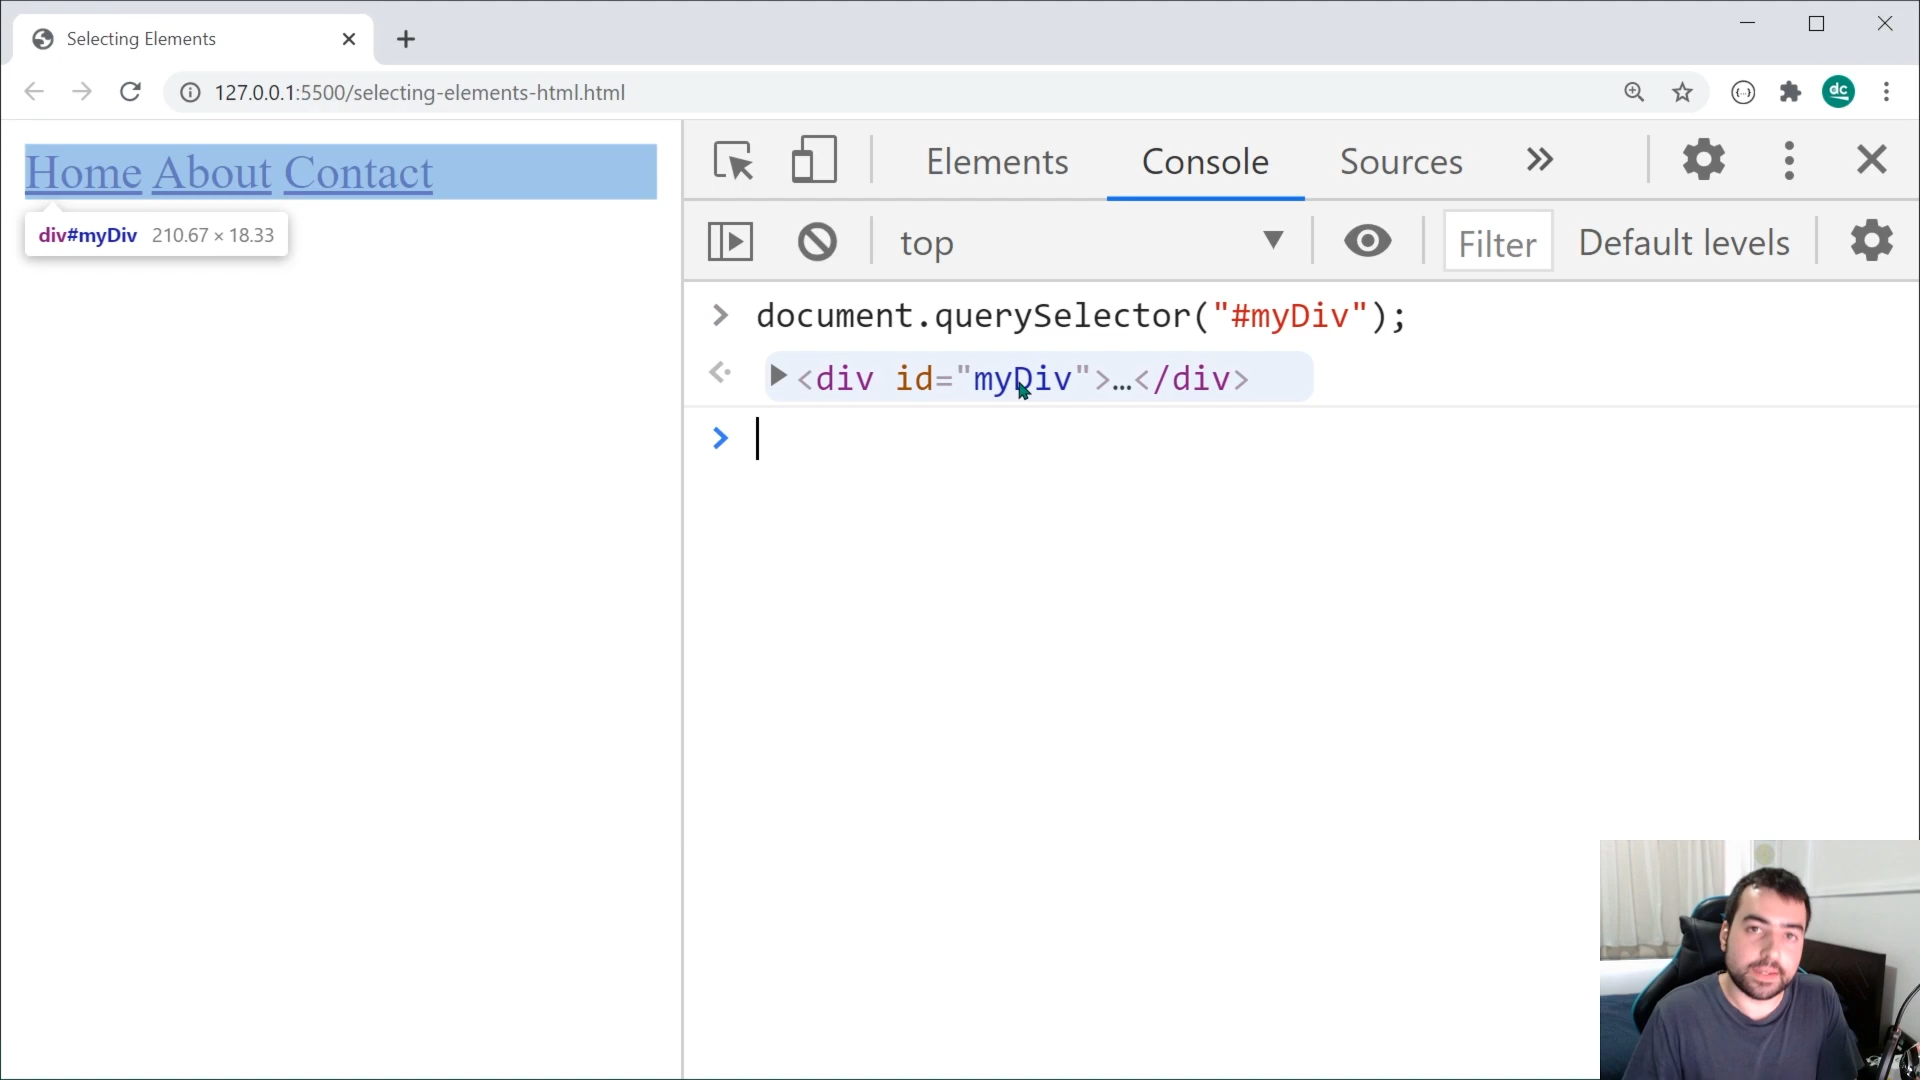 Selecting Elements
127.0.0.1:5500/selecting-elements-html.html
dc
Home About Contact
div#myDiv 210.67 × 18.33
Elements Console Sources
top Filter Default levels
document.querySelector("#myDiv");
<div id="myDiv">…</div>